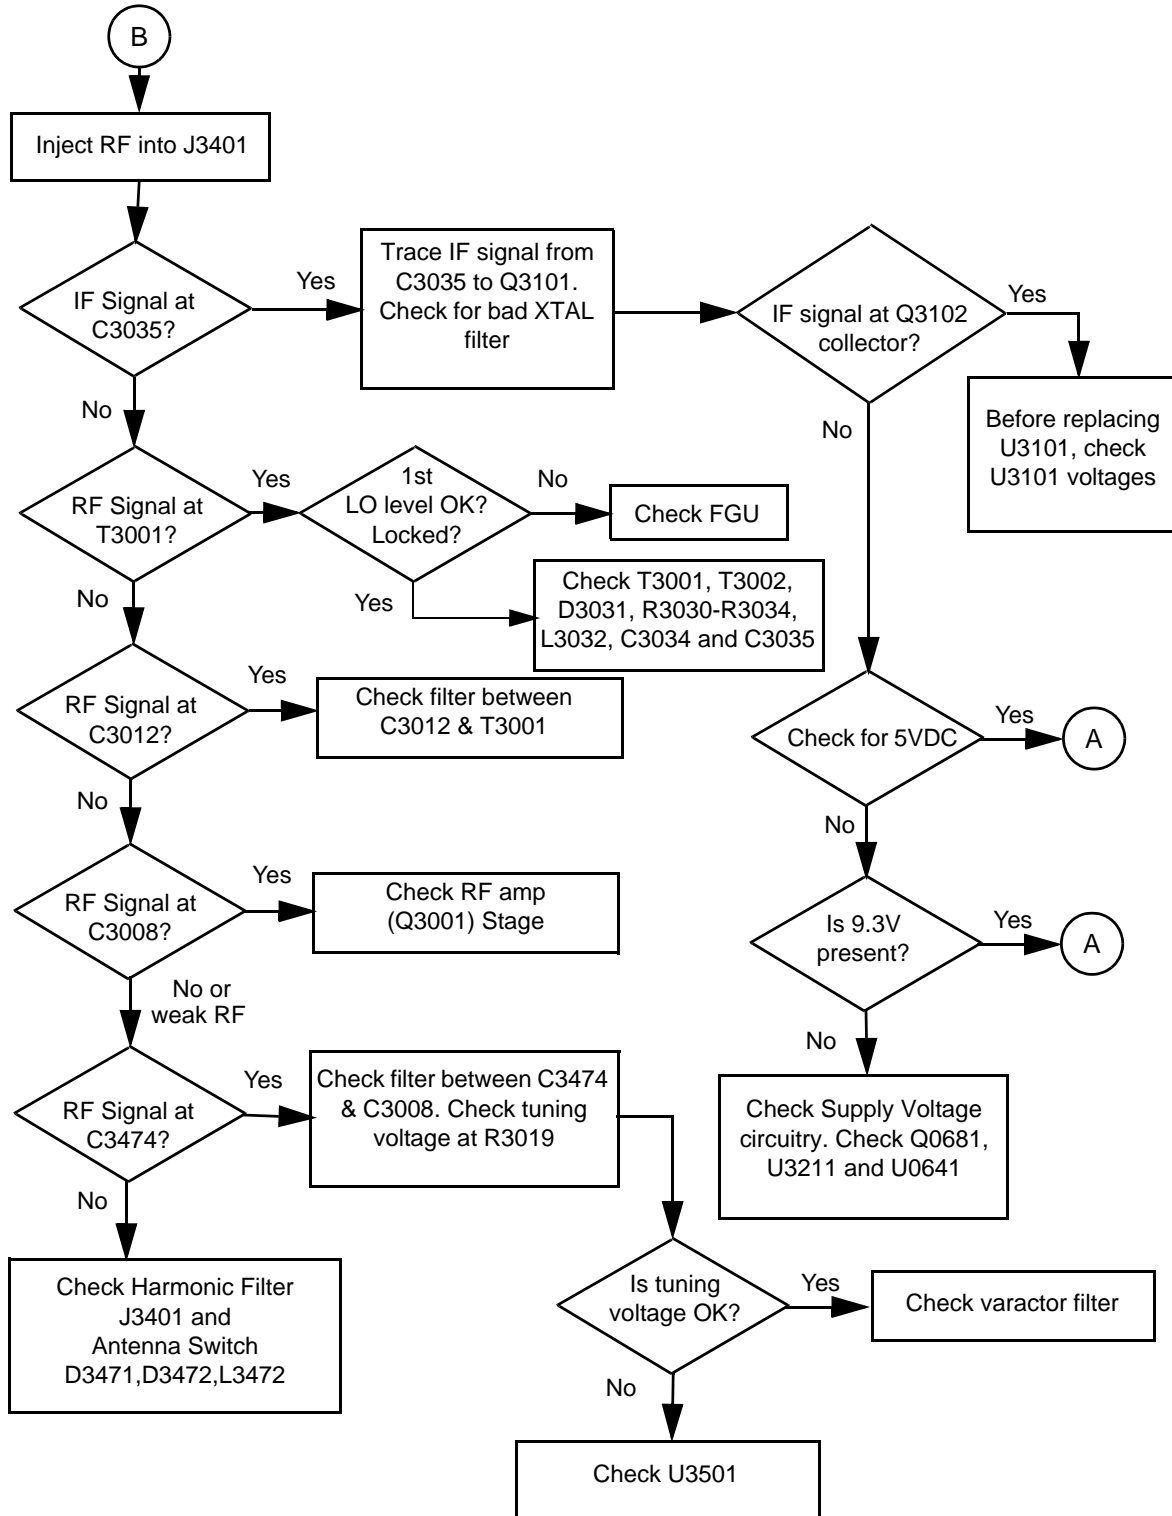 B
Inject RF into J3401
IF Signal at
C3035?
Yes
Trace IF signal from
C3035 to Q3101.
Check for bad XTAL
filter
IF signal at Q3102
collector?
Yes
Before replacing
U3101, check
U3101 voltages
No
No
RF Signal at
T3001?
Yes
1st
LO level OK?
Locked?
No
Check FGU
Yes
Check T3001, T3002,
D3031, R3030-R3034,
L3032, C3034 and C3035
No
RF Signal at
C3012?
Yes
Check filter between
C3012 & T3001
Check for 5VDC
Yes
A
No
No
RF Signal at
C3008?
Yes
Check RF amp
(Q3001) Stage
Is 9.3V
present?
Yes
A
No or
weak RF
No
Check Supply Voltage
circuitry. Check Q0681,
U3211 and U0641
RF Signal at
C3474?
Yes
Check filter between C3474
& C3008. Check tuning
voltage at R3019
No
Check Harmonic Filter
J3401 and
Antenna Switch
D3471,D3472,L3472
Is tuning
voltage OK?
Yes
Check varactor filter
No
Check U3501